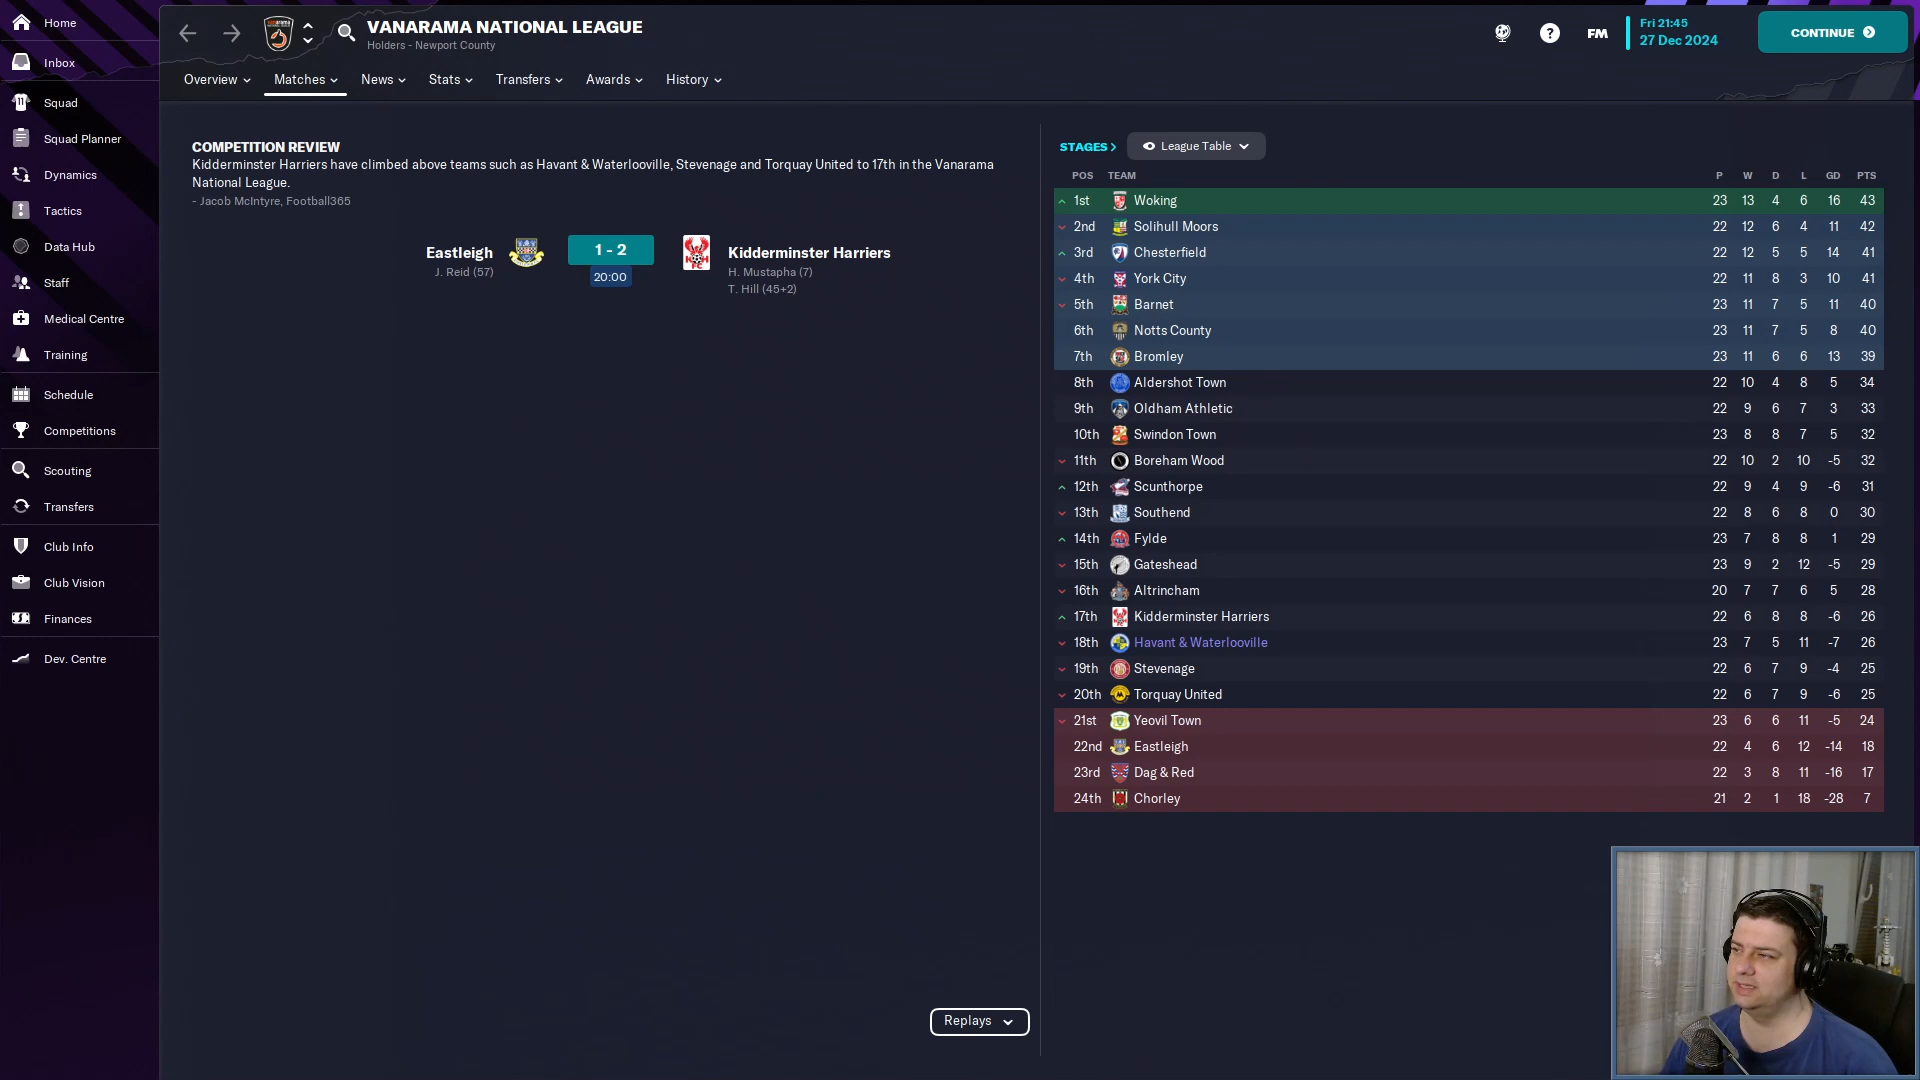 Home
Inbox
Squad
Squad Planner
Dynamics
Tactics
Data Hub
Staff
Medical Centre
Training
Schedule
Competitions
Scouting
Transfers
Club Info
Club Vision
Finances
Dev. Centre
VANARAMA NATIONAL LEAGUE
Holders - Newport County
FM
Fri 21:45
27 Dec 2024
CONTINUE
Overview Matches News Stats Transfers Awards History
COMPETITION REVIEW
Kidderminster Harriers have climbed above teams such as Havant & Waterlooville, Stevenage and Torquay United to 17th in the Vanarama
National League.
- Jacob McIntyre, Football365
Eastleigh 1 - 2 Kidderminster Harriers
J. Reid (57) 20:00 H. Mustapha (7)
T. Hill (45+2)
Replays
STAGES> League Table
POS TEAM P W D L GD PTS
1st Woking 23 13 4 6 16 43
2nd Solihull Moors 22 12 6 4 11 42
3rd Chesterfield 22 12 5 5 14 41
4th York City 22 11 8 3 10 41
5th Barnet 23 11 7 5 11 40
6th Notts County 23 11 7 5 8 40
7th Bromley 23 11 6 6 13 39
8th Aldershot Town 22 10 4 8 5 34
9th Oldham Athletic 22 9 6 7 3 33
10th Swindon Town 23 8 8 7 5 32
11th Boreham Wood 22 10 2 10 -5 32
12th Scunthorpe 22 9 4 9 -6 31
13th Southend 22 8 6 8 0 30
14th Fylde 23 7 8 8 1 29
15th Gateshead 23 9 2 12 -5 29
16th Altrincham 20 7 7 6 5 28
17th Kidderminster Harriers 22 6 8 8 -6 26
18th Havant & Waterlooville 23 7 5 11 -7 26
19th Stevenage 22 6 7 9 -4 25
20th Torquay United 22 6 7 9 -6 25
21st Yeovil Town 23 6 6 11 -5 24
22nd Eastleigh 22 4 6 12 -14 18
23rd Dag & Red 22 3 8 11 -16 17
24th Chorley 21 2 1 18 -28 7